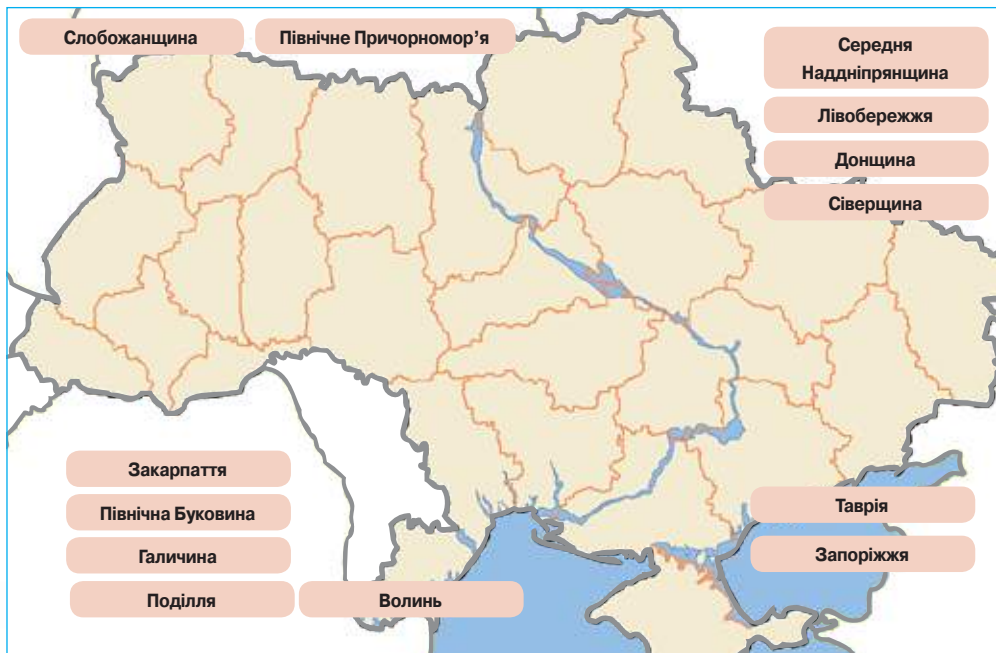 Слобожанщина
Північне Причорномор’я
Середня
Наддніпрянщина
Лівобережжя
Донщина
Сіверщина
Закарпаття
Північна Буковина
Галичина
Поділля
Волинь
Таврія
Запоріжжя